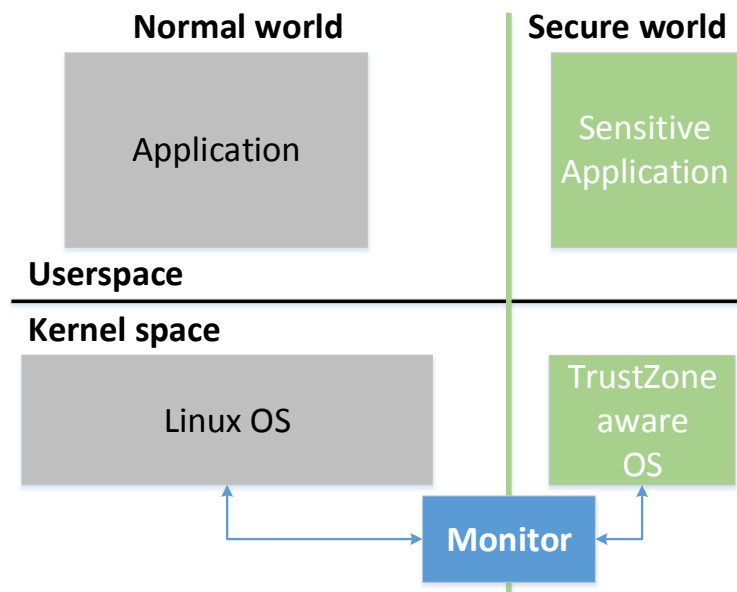 Normal world
Secure world
Application
Sensitive
Application
Userspace
Kernel space
Linux OS
TrustZone
aware
OS
Monitor